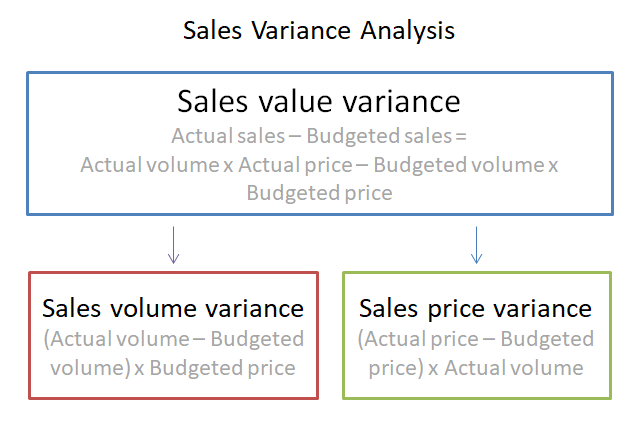 Sales Variance Analysis
Sales value variance
Actual sales – Budgeted sales =
Actual volume x Actual price – Budgeted volume x
Budgeted price
Sales volume variance
(Actual volume – Budgeted
volume) x Budgeted price
Sales price variance
(Actual price – Budgeted
price) x Actual volume